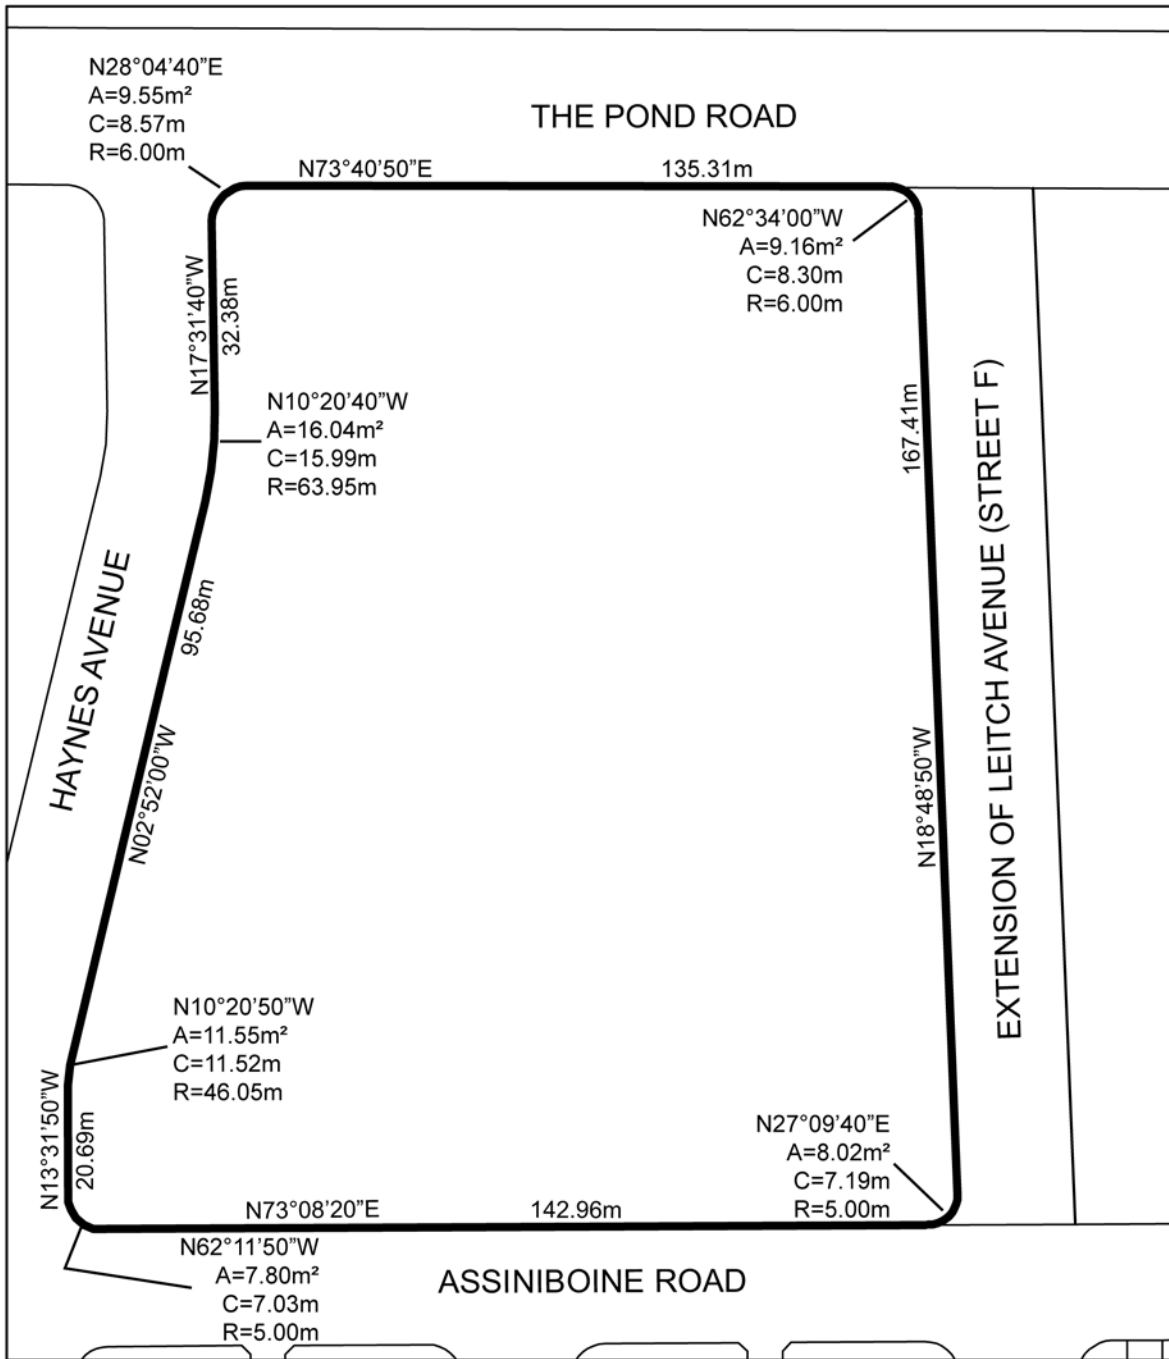 N28°04'40"E
A=9.55m²
C=8.57m
R=6.00m
THE POND ROAD
N73°40'50"E
135.31m
N62°34'00"W
A=9.16m²
C=8.30m
R=6.00m
N17°31'40"W
32.38m
N10°20'40"W
A=16.04m²
C=15.99m
R=63.95m
167.41m
EXTENSION OF LEITCH AVENUE (STREET F)
HAYNES AVENUE
95.68m
N02°52'00"W
N18°48'50"W
N10°20'50"W
A=11.55m²
C=11.52m
R=46.05m
N13°31'50"W
20.69m
N27°09'40"E
A=8.02m²
C=7.19m
R=5.00m
N73°08'20"E
142.96m
N62°11'50"W
A=7.80m²
C=7.03m
R=5.00m
ASSINIBOINE ROAD